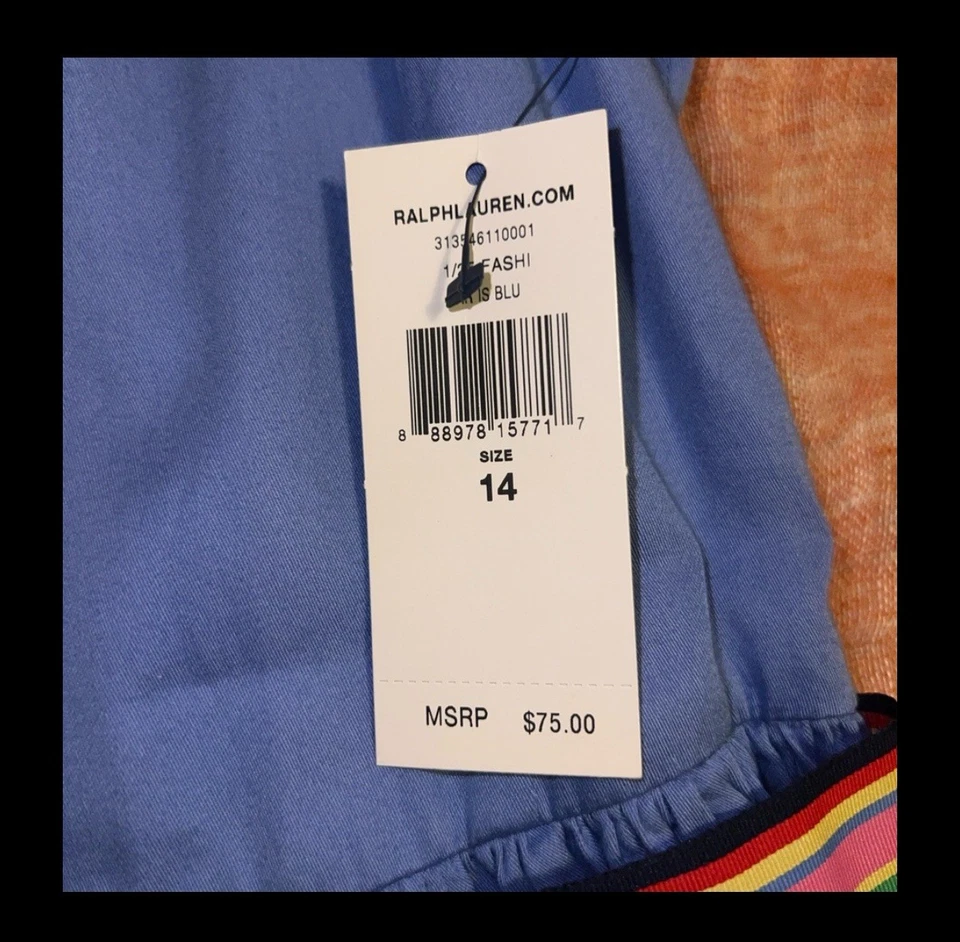 RALPHLAUREN.COM
313546110001
FASHI
IS BLU
8 88978 15771 7
SIZE
14
MSRP $75.00